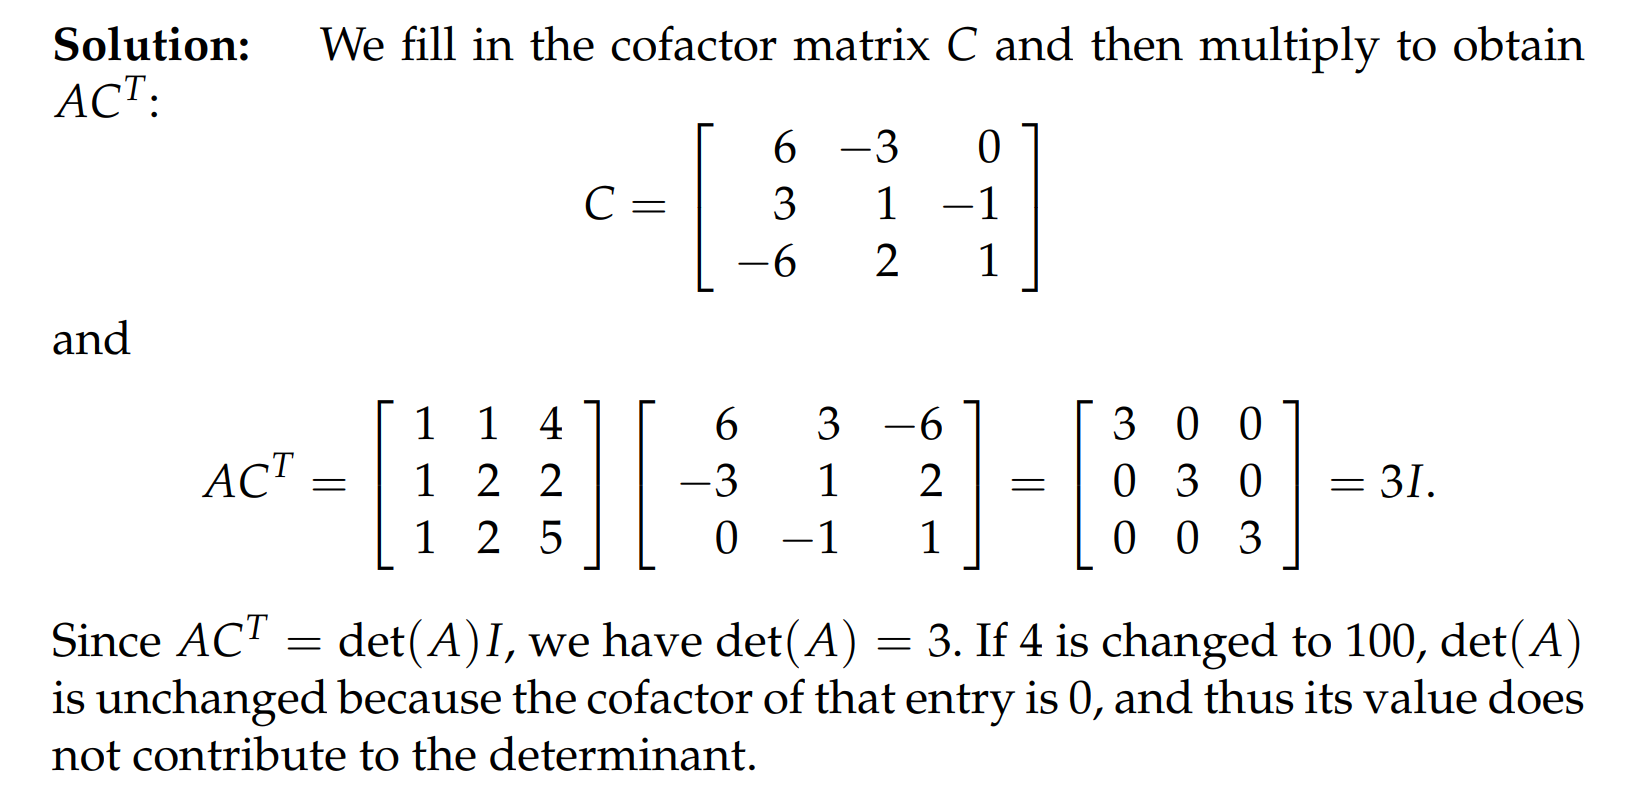 Solution: We fill in the cofactor matrix C and then multiply to obtain
ACᵀ:
C = [ 6 −3 0
3 1 −1
−6 2 1 ]
and
ACᵀ = [ 1 1 4
1 2 2
1 2 5 ] [ 6 3 −6
−3 1 2
0 −1 1 ] = [ 3 0 0
0 3 0
0 0 3 ] = 3I.
Since ACᵀ = det(A)I, we have det(A) = 3. If 4 is changed to 100, det(A)
is unchanged because the cofactor of that entry is 0, and thus its value does
not contribute to the determinant.